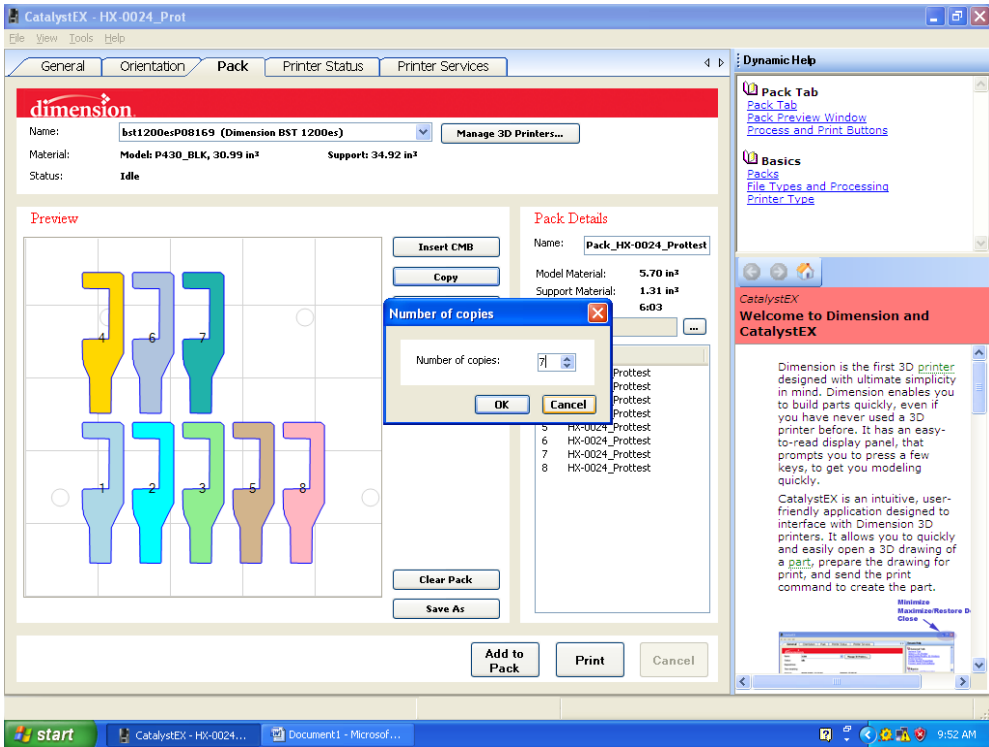 CatalystEX - HX-0024_Prot
File View Tools Help
General Orientation Pack Printer Status Printer Services
dimension
Name: bst1200esP08169 (Dimension BST 1200es) Manage 3D Printers...
Material: Model: P430_BLK, 30.99 in³ Support: 34.92 in³
Status: Idle
Preview
4 6 7
1 2 3 5 8
Insert CMB
Copy
Clear Pack
Save As
Pack Details
Name: Pack_HX-0024_Prottest
Model Material: 5.70 in³
Support Material: 1.31 in³
6:03
...
Prottest
Prottest
Prottest
Prottest
5 HX-0024_Prottest
6 HX-0024_Prottest
7 HX-0024_Prottest
8 HX-0024_Prottest
Number of copies
Number of copies: 7
OK Cancel
Add to
Pack
Print
Cancel
Dynamic Help
Pack Tab
Pack Tab
Pack Preview Window
Process and Print Buttons
Basics
Packs
File Types and Processing
Printer Type
CatalystEX
Welcome to Dimension and
CatalystEX
Dimension is the first 3D printer
designed with ultimate simplicity
in mind. Dimension enables you
to build parts quickly, even if
you have never used a 3D
printer before. It has an easy-
to-read display panel, that
prompts you to press a few
keys, to get you modeling
quickly.
CatalystEX is an intuitive, user-
friendly application designed to
interface with Dimension 3D
printers. It allows you to quickly
and easily open a 3D drawing of
a part, prepare the drawing for
print, and send the print
command to create the part.
Minimize
Maximize/Restore D
Close
start CatalystEX - HX-0024... Document1 - Microsof... 9:52 AM